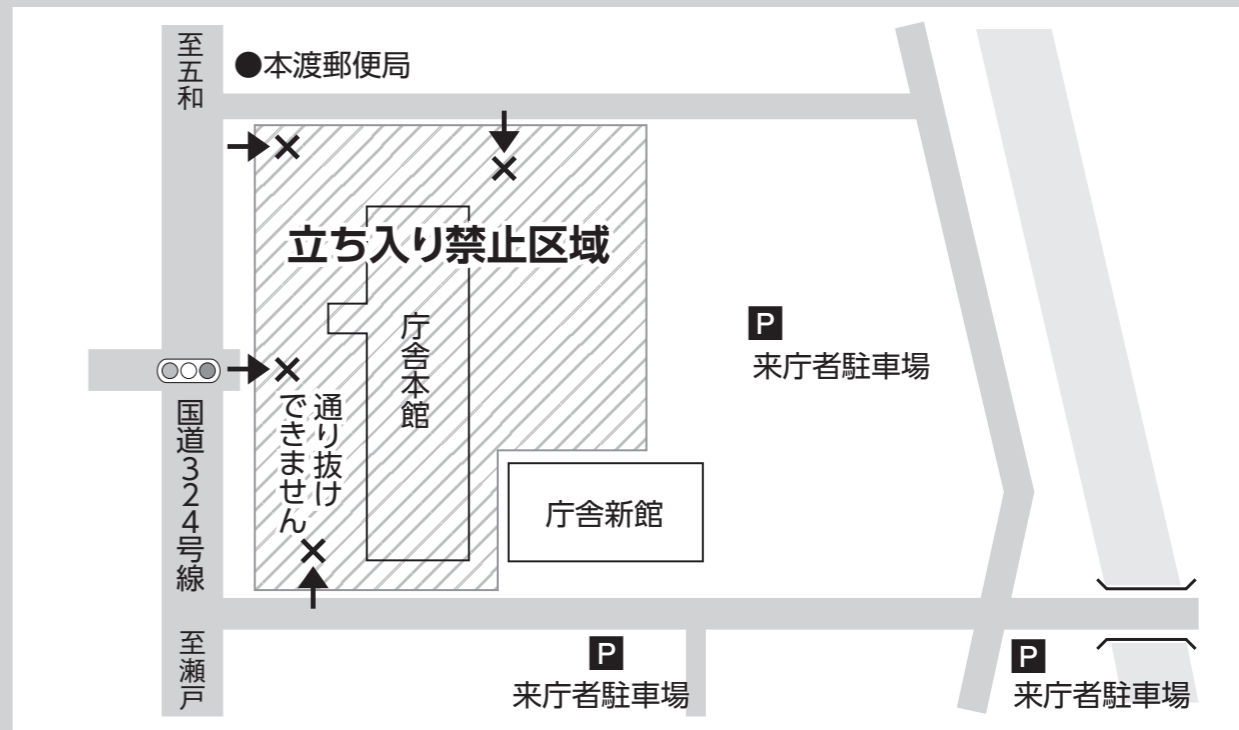 至五和
●本渡郵便局
立ち入り禁止区域
庁舎本館
P
来庁者駐車場
通り抜け
できません
国道324号線
庁舎新館
至瀬戸
P
来庁者駐車場
P
来庁者駐車場